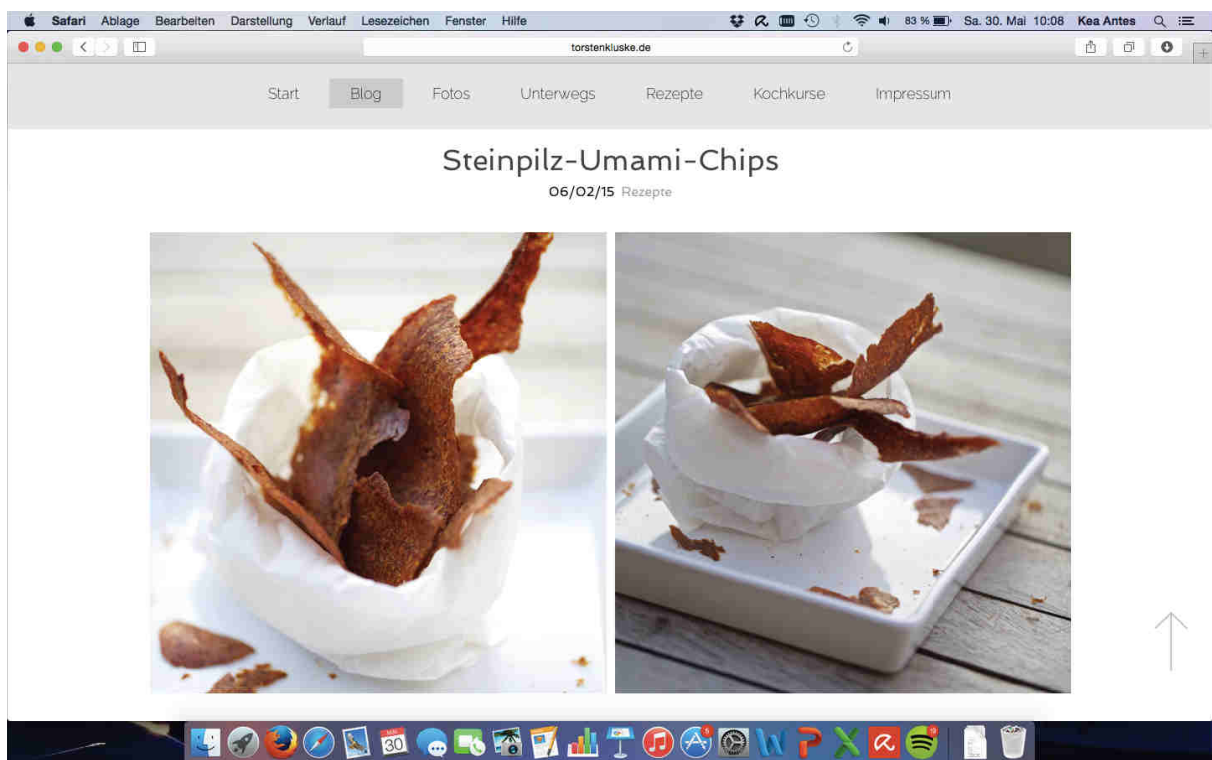 Safari Ablage Bearbeiten Darstellung Verlauf Lesezeichen Fenster Hilfe 83 % Sa. 30. Mai 10:08 Kea Antes
torstenkluske.de
Start Blog Fotos Unterwegs Rezepte Kochkurse Impressum
Steinpilz-Umami-Chips
06/02/15 Rezepte
30